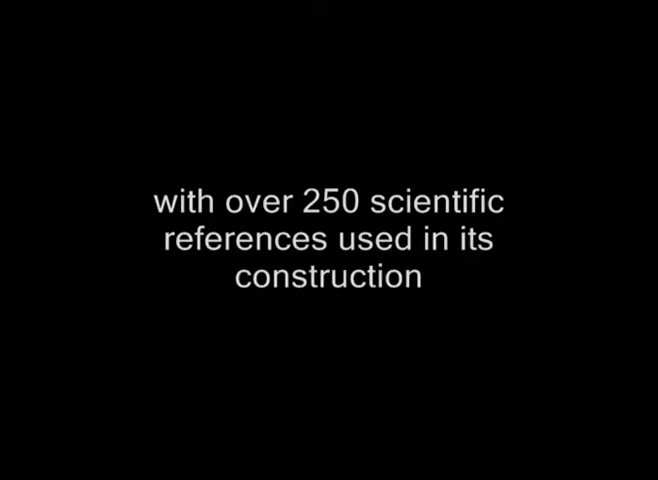 with over 250 scientific
references used in its
construction